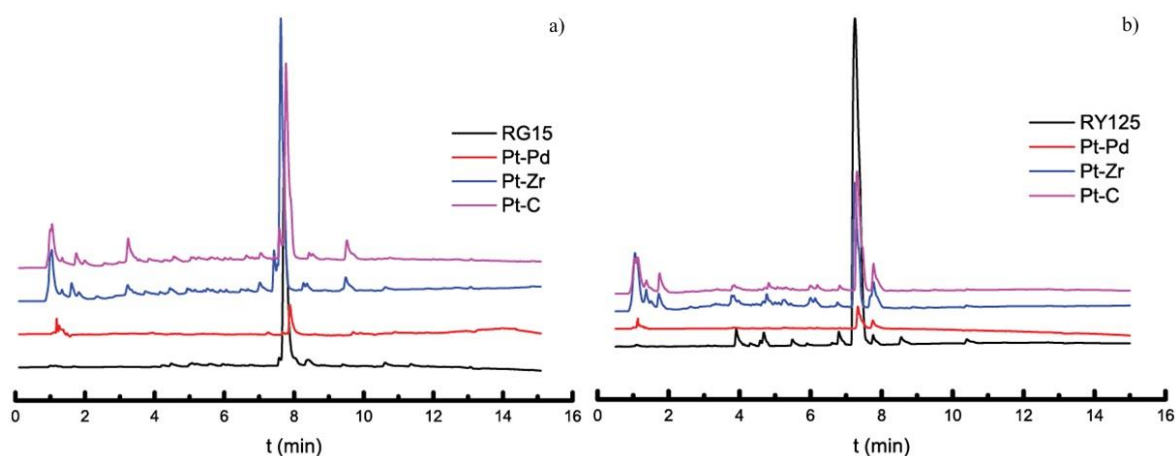 a)
RG15
Pt-Pd
Pt-Zr
Pt-C
0 2 4 6 8 10 12 14 16
t (min)
b)
RY125
Pt-Pd
Pt-Zr
Pt-C
0 2 4 6 8 10 12 14 16
t (min)